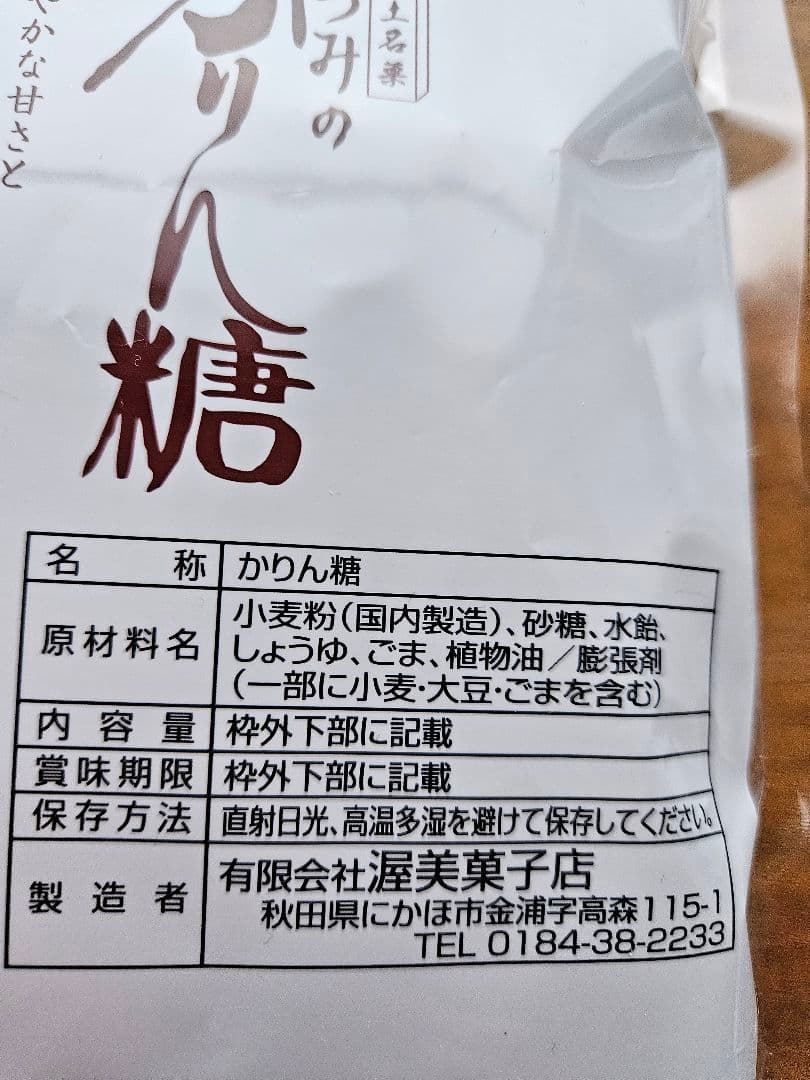 土名菓
つみの
りん
糖
やかな甘さと
名称 かりん糖
原材料名 小麦粉(国内製造)、砂糖、水飴、
しょうゆ、ごま、植物油/膨張剤
(一部に小麦・大豆・ごまを含む)
内容量 枠外下部に記載
賞味期限 枠外下部に記載
保存方法 直射日光、高温多湿を避けて保存してください。
製造者 有限会社渥美菓子店
秋田県にかほ市金浦字高森115-1
TEL 0184-38-2233